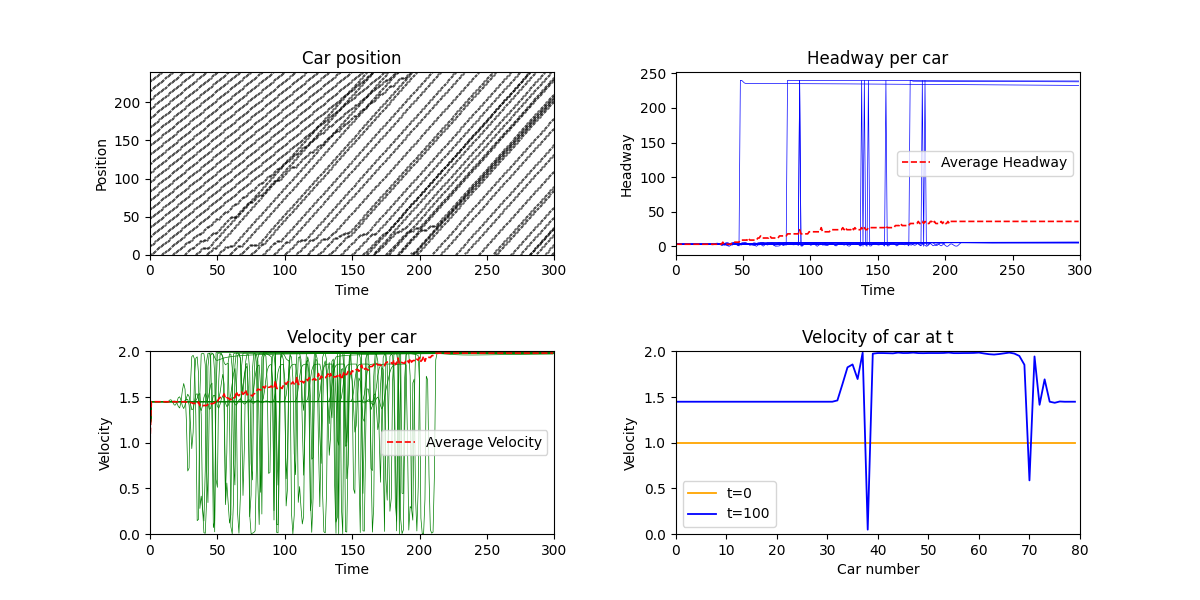 Car position
200
150
100
50
0
Position
0 50 100 150 200 250 300
Time
Headway per car
250
200
150
100
50
0
Headway
Average Headway
0 50 100 150 200 250 300
Time
Velocity per car
2.0
1.5
1.0
0.5
0.0
Velocity
Average Velocity
0 50 100 150 200 250 300
Time
Velocity of car at t
2.0
1.5
1.0
0.5
0.0
Velocity
t=0
t=100
0 10 20 30 40 50 60 70 80
Car number